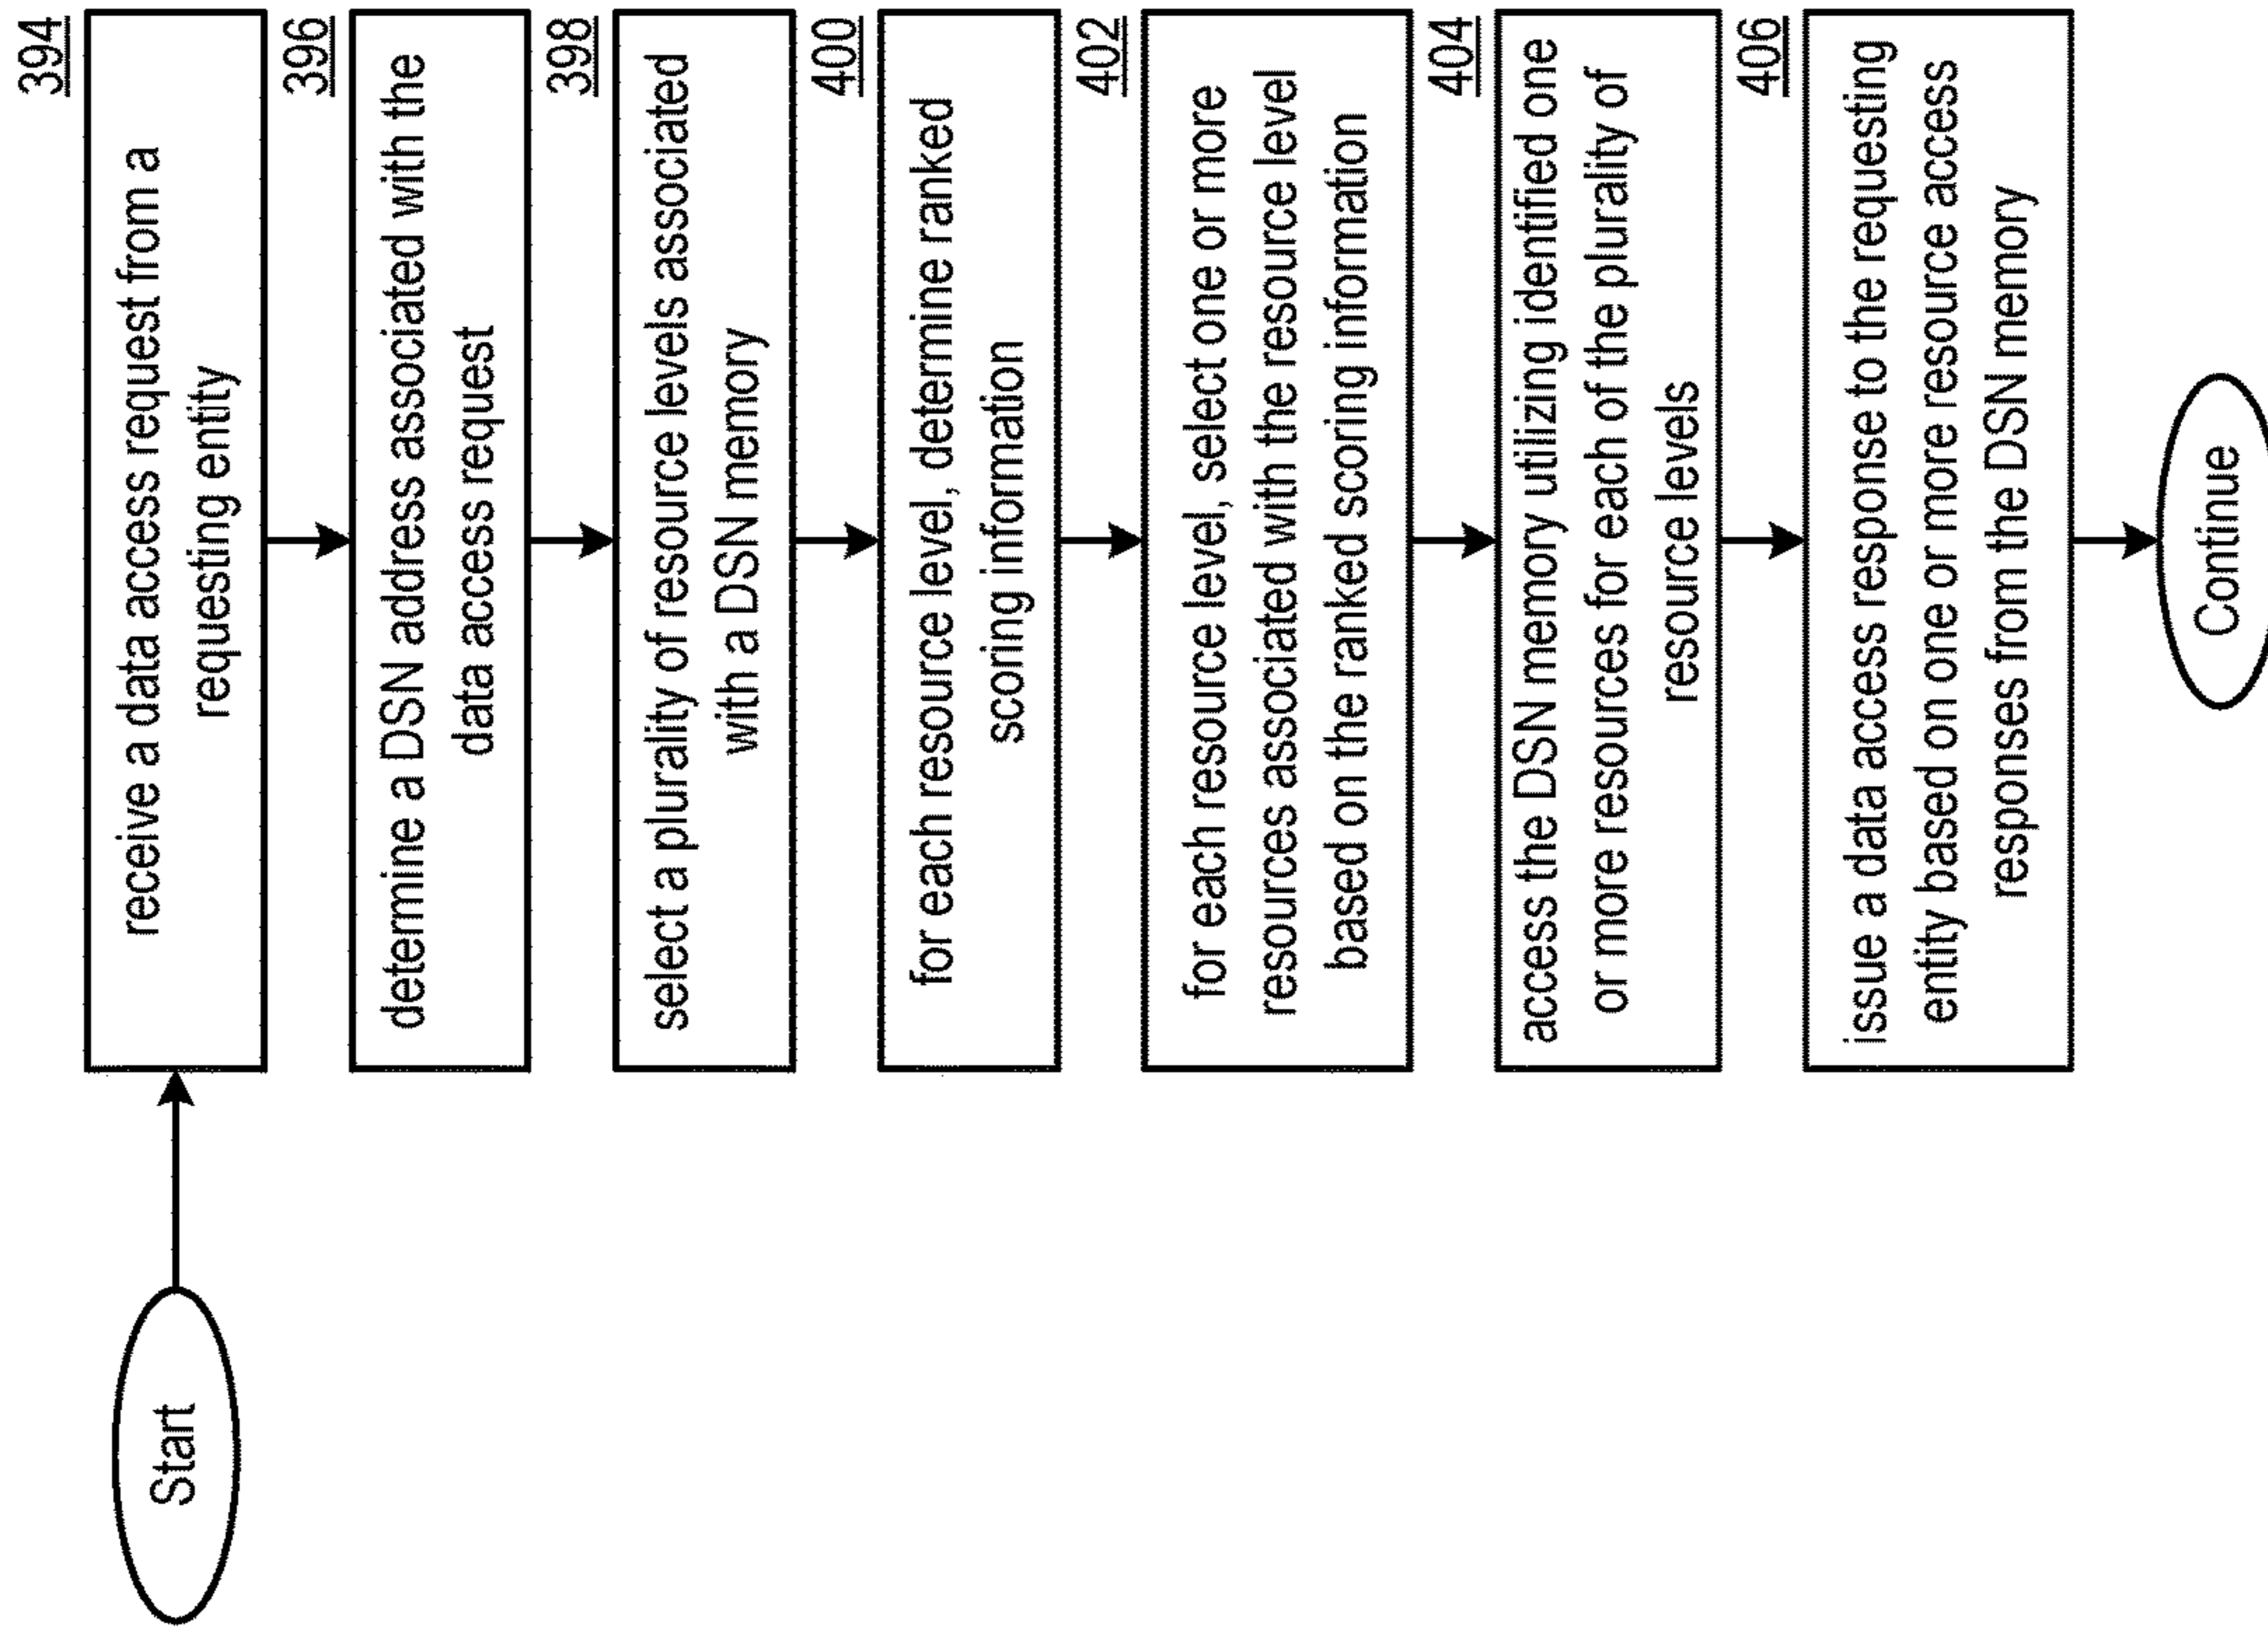 Start
394
receive a data access request from a
requesting entity
396
determine a DSN address associated with the
data access request
398
select a plurality of resource levels associated
with a DSN memory
400
for each resource level, determine ranked
scoring information
402
for each resource level, select one or more
resources associated with the resource level
based on the ranked scoring information
404
access the DSN memory utilizing identified one
or more resources for each of the plurality of
resource levels
406
issue a data access response to the requesting
entity based on one or more resource access
responses from the DSN memory
Continue